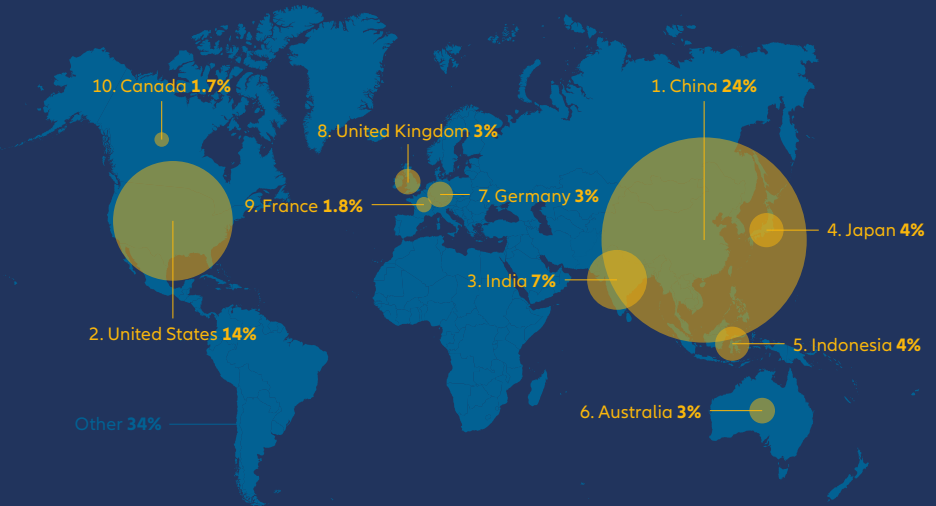 10. Canada 1.7%
1. China 24%
8. United Kingdom 3%
7. Germany 3%
9. France 1.8%
4. Japan 4%
3. India 7%
2. United States 14%
5. Indonesia 4%
6. Australia 3%
Other 34%